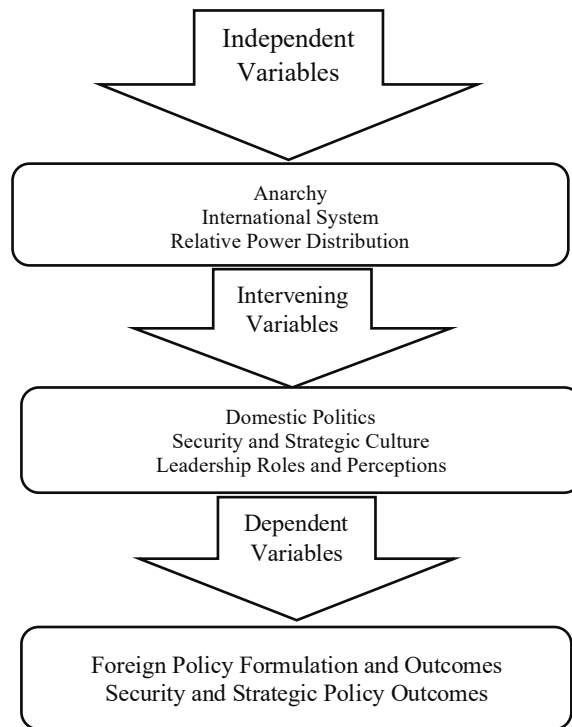 Independent
Variables
Anarchy
International System
Relative Power Distribution
Intervening
Variables
Domestic Politics
Security and Strategic Culture
Leadership Roles and Perceptions
Dependent
Variables
Foreign Policy Formulation and Outcomes
Security and Strategic Policy Outcomes